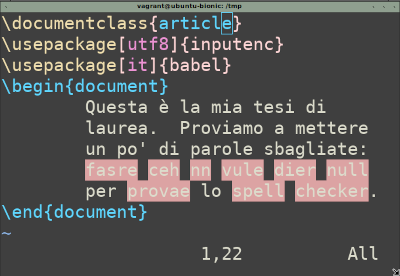 vagrant@ubuntu-bionic: /tmp
\documentclass{article}
\usepackage[utf8]{inputenc}
\usepackage[it]{babel}
\begin{document}
Questa è la mia tesi di
laurea.  Proviamo a mettere
un po' di parole sbagliate:
fasre ceh nn vule dier null
per provae lo spell checker.
\end{document}
~
1,22 All